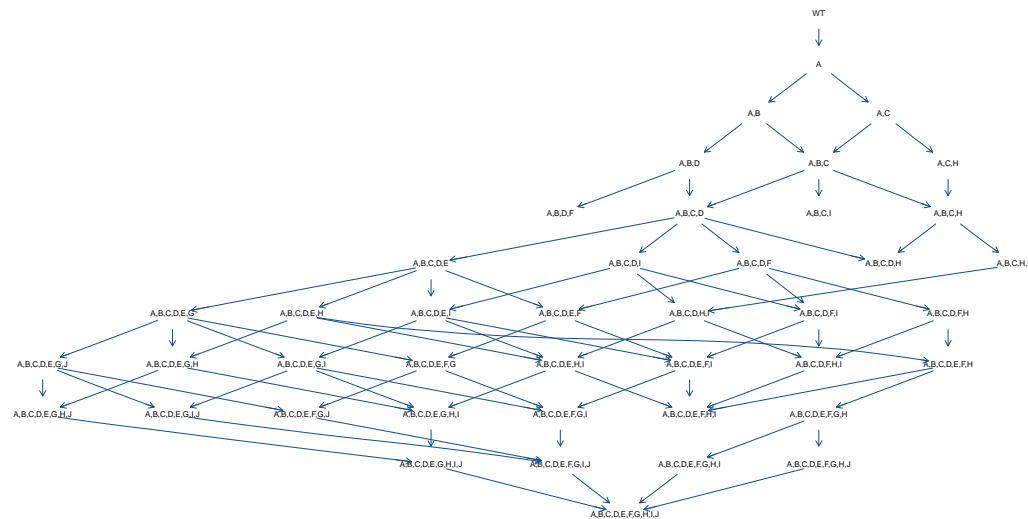 WT
A
A,B
A,C
A,B,D
A,B,C
A,C,H
A,B,D,F
A,B,C,D
A,B,C,I
A,B,C,H
A,B,C,D,E
A,B,C,D,I
A,B,C,D,F
A,B,C,D,H
A,B,C,H,
A,B,C,D,E,G
A,B,C,D,E,H
A,B,C,D,E,I
A,B,C,D,E,F
A,B,C,D,H,I
A,B,C,D,F,I
A,B,C,D,F,H
A,B,C,D,E,G,J
A,B,C,D,E,G,H
A,B,C,D,E,G,I
A,B,C,D,E,F,G
A,B,C,D,E,H,I
A,B,C,D,E,F,I
A,B,C,D,F,H,I
A,B,C,D,E,F,H
A,B,C,D,E,G,H,J
A,B,C,D,E,G,I,J
A,B,C,D,E,F,G,J
A,B,C,D,E,G,H,I
A,B,C,D,E,F,G,I
A,B,C,D,E,F,H,I
A,B,C,D,E,F,G,H
A,B,C,D,E,G,H,I,J
A,B,C,D,E,F,G,I,J
A,B,C,D,E,F,G,H,I
A,B,C,D,E,F,G,H,J
A,B,C,D,E,F,G,H,I,J